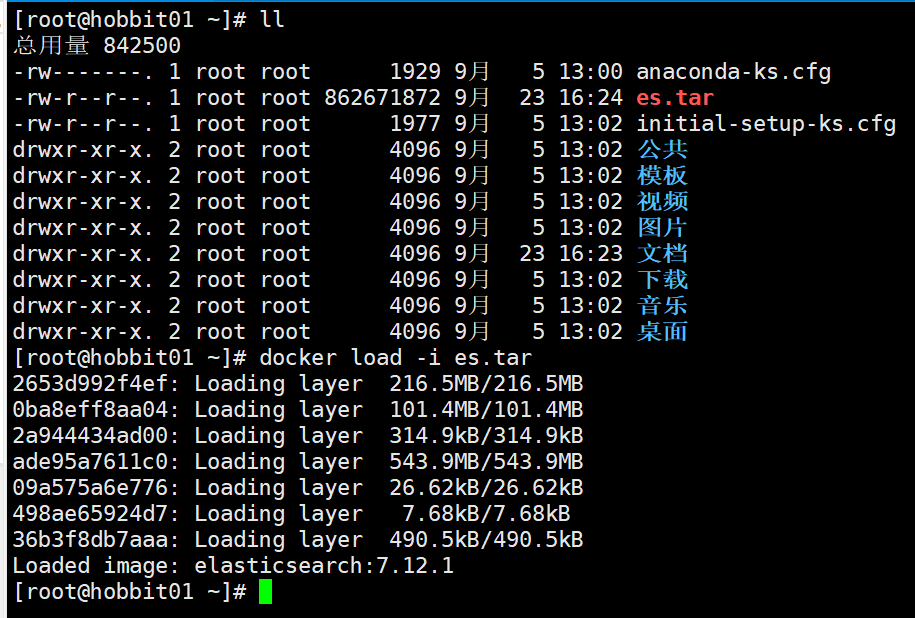 [root@hobbit01 ~]# ll
总用量 842500
-rw-------. 1 root root      1929 9月   5 13:00 anaconda-ks.cfg
-rw-r--r--. 1 root root 862671872 9月  23 16:24 es.tar
-rw-r--r--. 1 root root      1977 9月   5 13:02 initial-setup-ks.cfg
drwxr-xr-x. 2 root root      4096 9月   5 13:02 公共
drwxr-xr-x. 2 root root      4096 9月   5 13:02 模板
drwxr-xr-x. 2 root root      4096 9月   5 13:02 视频
drwxr-xr-x. 2 root root      4096 9月   5 13:02 图片
drwxr-xr-x. 2 root root      4096 9月  23 16:23 文档
drwxr-xr-x. 2 root root      4096 9月   5 13:02 下载
drwxr-xr-x. 2 root root      4096 9月   5 13:02 音乐
drwxr-xr-x. 2 root root      4096 9月   5 13:02 桌面
[root@hobbit01 ~]# docker load -i es.tar
2653d992f4ef: Loading layer  216.5MB/216.5MB
0ba8eff8aa04: Loading layer  101.4MB/101.4MB
2a944434ad00: Loading layer  314.9kB/314.9kB
ade95a7611c0: Loading layer  543.9MB/543.9MB
09a575a6e776: Loading layer  26.62kB/26.62kB
498ae65924d7: Loading layer   7.68kB/7.68kB
36b3f8db7aaa: Loading layer  490.5kB/490.5kB
Loaded image: elasticsearch:7.12.1
[root@hobbit01 ~]#